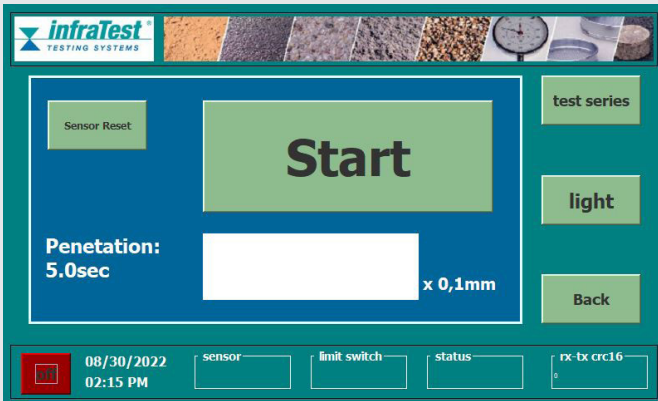 infraTest®
TESTING SYSTEMS
Sensor Reset
Start
test series
light
Penetation:
5.0sec
x 0,1mm
Back
off
08/30/2022
02:15 PM
sensor
limit switch
status
rx-tx crc16
0